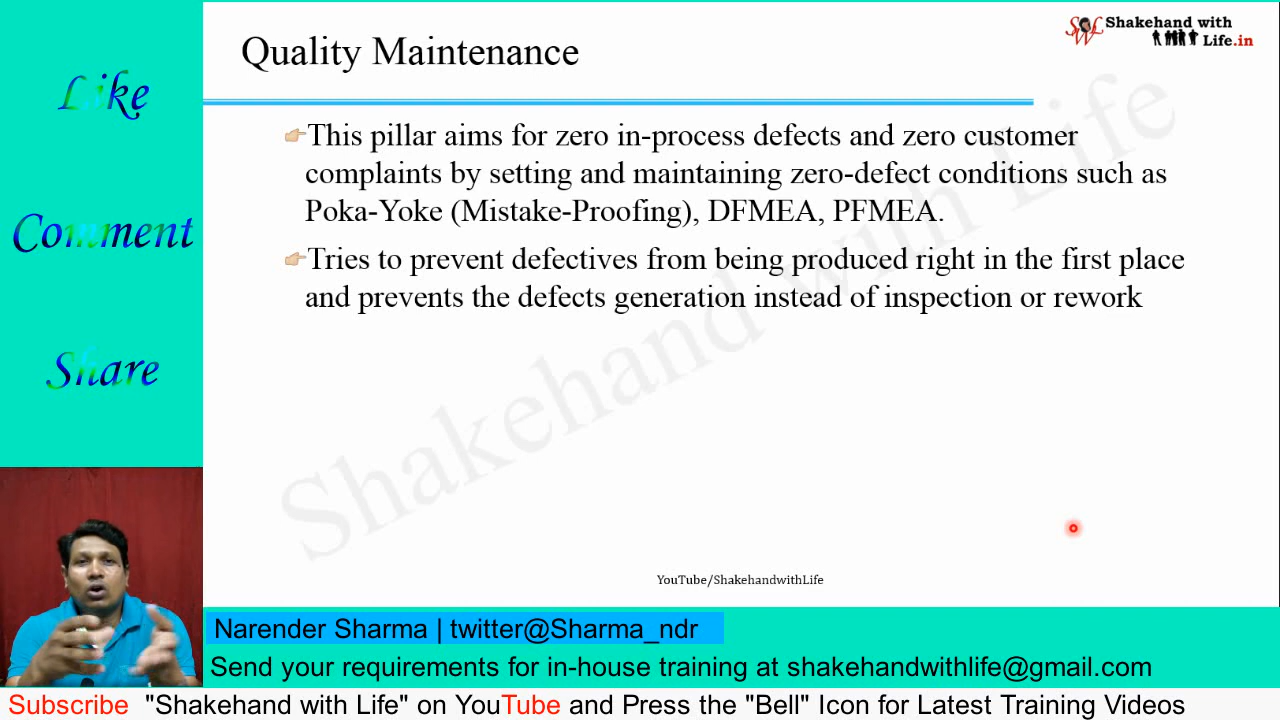 Like
Comment
Share
Quality Maintenance
SWL Shakehand with
Life.in
This pillar aims for zero in-process defects and zero customer
complaints by setting and maintaining zero-defect conditions such as
Poka-Yoke (Mistake-Proofing), DFMEA, PFMEA.
Tries to prevent defectives from being produced right in the first place
and prevents the defects generation instead of inspection or rework
Shakehand with Life
YouTube/ShakehandwithLife
Narender Sharma | twitter@Sharma_ndr
Send your requirements for in-house training at shakehandwithlife@gmail.com
Subscribe "Shakehand with Life" on YouTube and Press the "Bell" Icon for Latest Training Videos